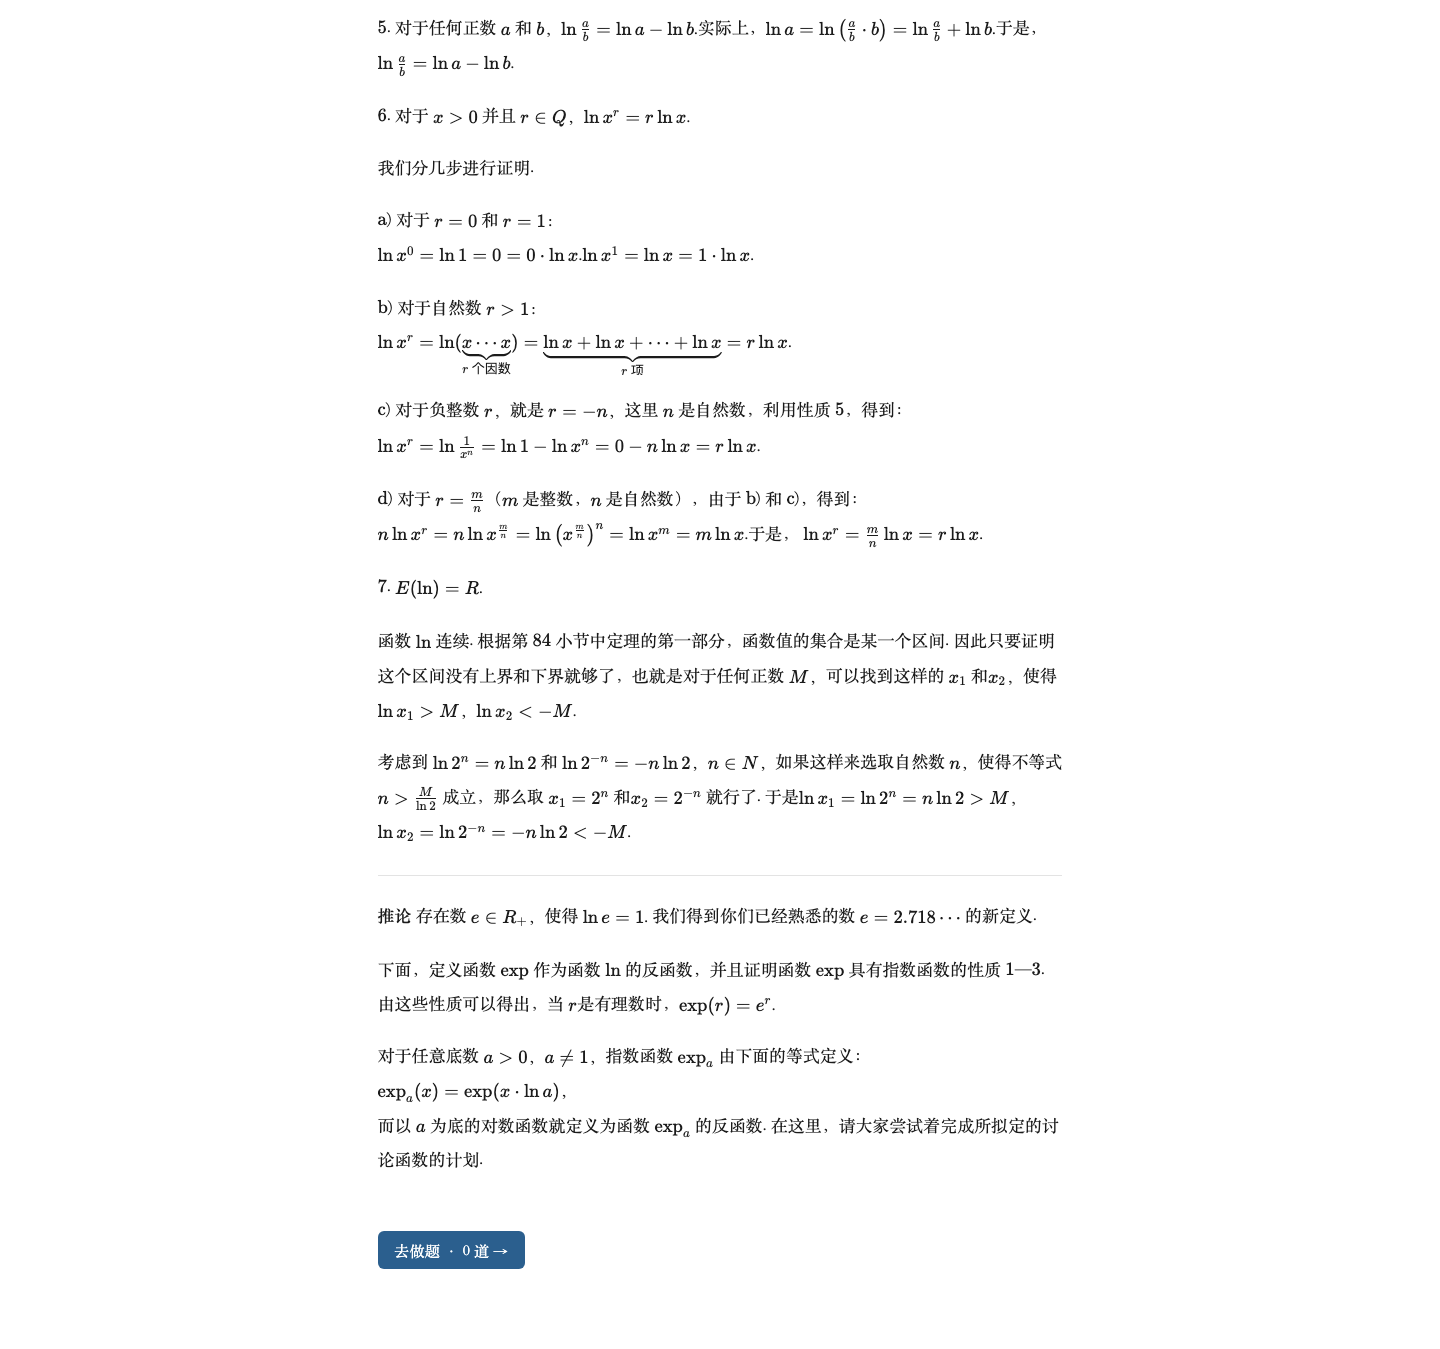 5. 对于任何正数 a 和 b，ln a/b = ln a − ln b.实际上，ln a = ln (a/b · b) = ln a/b + ln b.于是，
ln a/b = ln a − ln b.
6. 对于 x > 0 并且 r ∈ Q，ln xʳ = r ln x.
我们分几步进行证明.
a) 对于 r = 0 和 r = 1：
ln x⁰ = ln 1 = 0 = 0 · ln x.ln x¹ = ln x = 1 · ln x.
b) 对于自然数 r > 1：
ln xʳ = ln(x ··· x) = ln x + ln x + ··· + ln x = r ln x.
r 个因数 r 项
c) 对于负整数 r，就是 r = −n，这里 n 是自然数，利用性质 5，得到：
ln xʳ = ln 1/xⁿ = ln 1 − ln xⁿ = 0 − n ln x = r ln x.
d) 对于 r = m/n（m 是整数，n 是自然数），由于 b) 和 c)，得到：
n ln xʳ = n ln x^(m/n) = ln (x^(m/n))ⁿ = ln xᵐ = m ln x.于是， ln xʳ = m/n ln x = r ln x.
7. E(ln) = R.
函数 ln 连续. 根据第 84 小节中定理的第一部分，函数值的集合是某一个区间. 因此只要证明
这个区间没有上界和下界就够了，也就是对于任何正数 M，可以找到这样的 x₁ 和x₂，使得
ln x₁ > M，ln x₂ < −M.
考虑到 ln 2ⁿ = n ln 2 和 ln 2⁻ⁿ = −n ln 2，n ∈ N，如果这样来选取自然数 n，使得不等式
n > M/ln 2 成立，那么取 x₁ = 2ⁿ 和x₂ = 2⁻ⁿ 就行了. 于是ln x₁ = ln 2ⁿ = n ln 2 > M，
ln x₂ = ln 2⁻ⁿ = −n ln 2 < −M.
推论 存在数 e ∈ R₊，使得 ln e = 1. 我们得到你们已经熟悉的数 e = 2.718 ··· 的新定义.
下面，定义函数 exp 作为函数 ln 的反函数，并且证明函数 exp 具有指数函数的性质 1—3.
由这些性质可以得出，当 r是有理数时，exp(r) = eʳ.
对于任意底数 a > 0，a ≠ 1，指数函数 expₐ 由下面的等式定义：
expₐ(x) = exp(x · ln a)，
而以 a 为底的对数函数就定义为函数 expₐ 的反函数. 在这里，请大家尝试着完成所拟定的讨
论函数的计划.
去做题 · 0 道 →